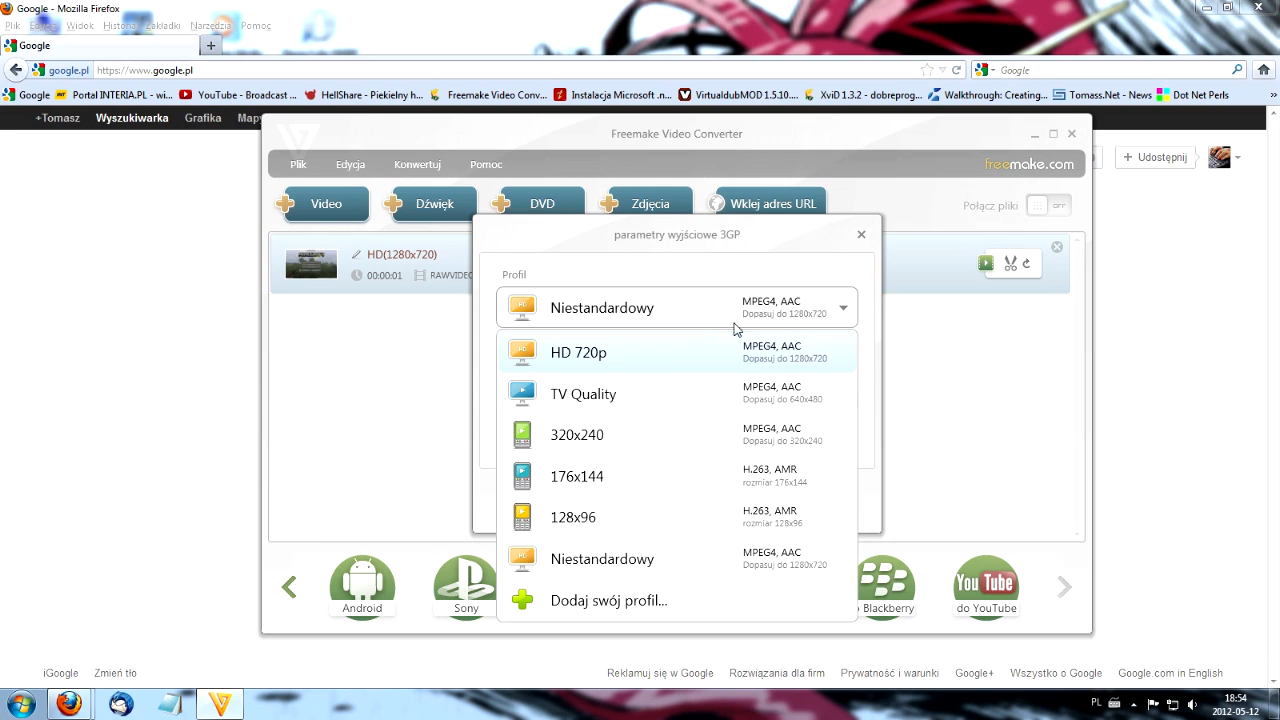 Google - Mozilla Firefox
Plik Edycja Widok Historia Zakładki Narzędzia Pomoc
Google
google.pl https://www.google.pl Google
Google Portal INTERIA.PL - wi... YouTube - Broadcast ... HellShare - Piekielny h... Freemake Video Conv... Instalacja Microsoft .n... VirtualdubMOD 1.5.10.... XviD 1.3.2 - dobreprog... Walkthrough: Creating... Tomass.Net - News Dot Net Perls »
+Tomasz Wyszukiwarka Grafika Mapy
Udostępnij
Freemake Video Converter
Plik Edycja Konwertuj Pomoc freemake.com
Video Dźwięk DVD Zdjęcia Wklej adres URL Połącz pliki OFF
parametry wyjściowe 3GP
HD(1280x720)
00:00:01 RAWVIDEO
Profil
Niestandardowy MPEG4, AAC
Dopasuj do 1280x720
HD 720p MPEG4, AAC
Dopasuj do 1280x720
TV Quality MPEG4, AAC
Dopasuj do 640x480
320x240 MPEG4, AAC
Dopasuj do 320x240
176x144 H.263, AMR
rozmiar 176x144
128x96 H.263, AMR
rozmiar 128x96
Niestandardowy MPEG4, AAC
Dopasuj do 1280x720
Dodaj swój profil...
Android Sony Blackberry do YouTube
You Tube
iGoogle Zmień tło Reklamuj się w Google Rozwiązania dla firm Prywatność i warunki Google+ Wszystko o Google Google.com in English
PL 18:54
2012-05-12